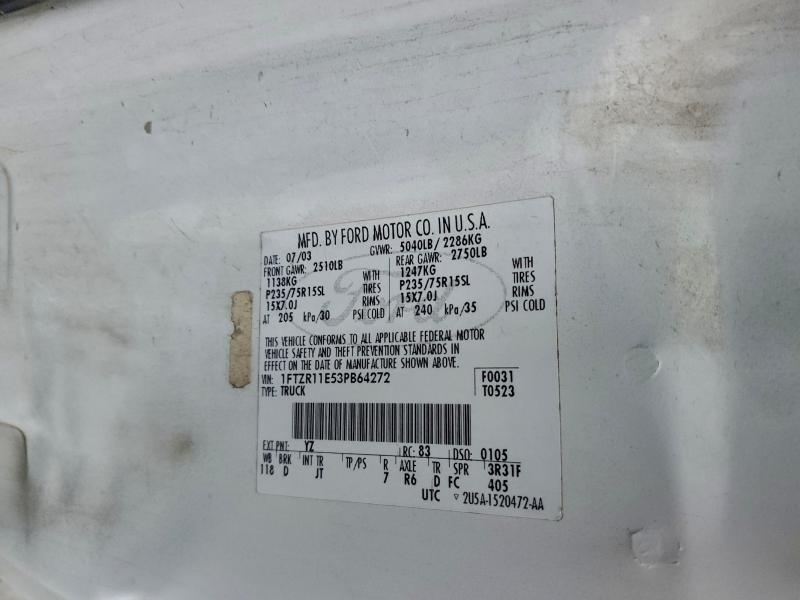 MFD. BY FORD MOTOR CO. IN U.S.A.
DATE: 07/03 GVWR: 5040LB/ 2286KG
FRONT GAWR: 2510LB REAR GAWR: 2750LB
1138KG WITH 1247KG WITH
P235/75R15SL TIRES P235/75R15SL TIRES
15X7.0J RIMS 15X7.0J RIMS
AT 205 kPa/30 PSI COLD AT 240 kPa/35 PSI COLD
Ford
THIS VEHICLE CONFORMS TO ALL APPLICABLE FEDERAL MOTOR
VEHICLE SAFETY AND THEFT PREVENTION STANDARDS IN
EFFECT ON THE DATE OF MANUFACTURE SHOWN ABOVE.
VIN: 1FTZR11E53PB64272 F0031
TYPE: TRUCK T0523
EXT PNT: YZ RC: 83 DSO: 0105
WB BRK INT TR TP/PS R AXLE TR SPR 3R31F
118 D JT 7 R6 D FC 405
UTC ▽ 2U5A-1520472-AA